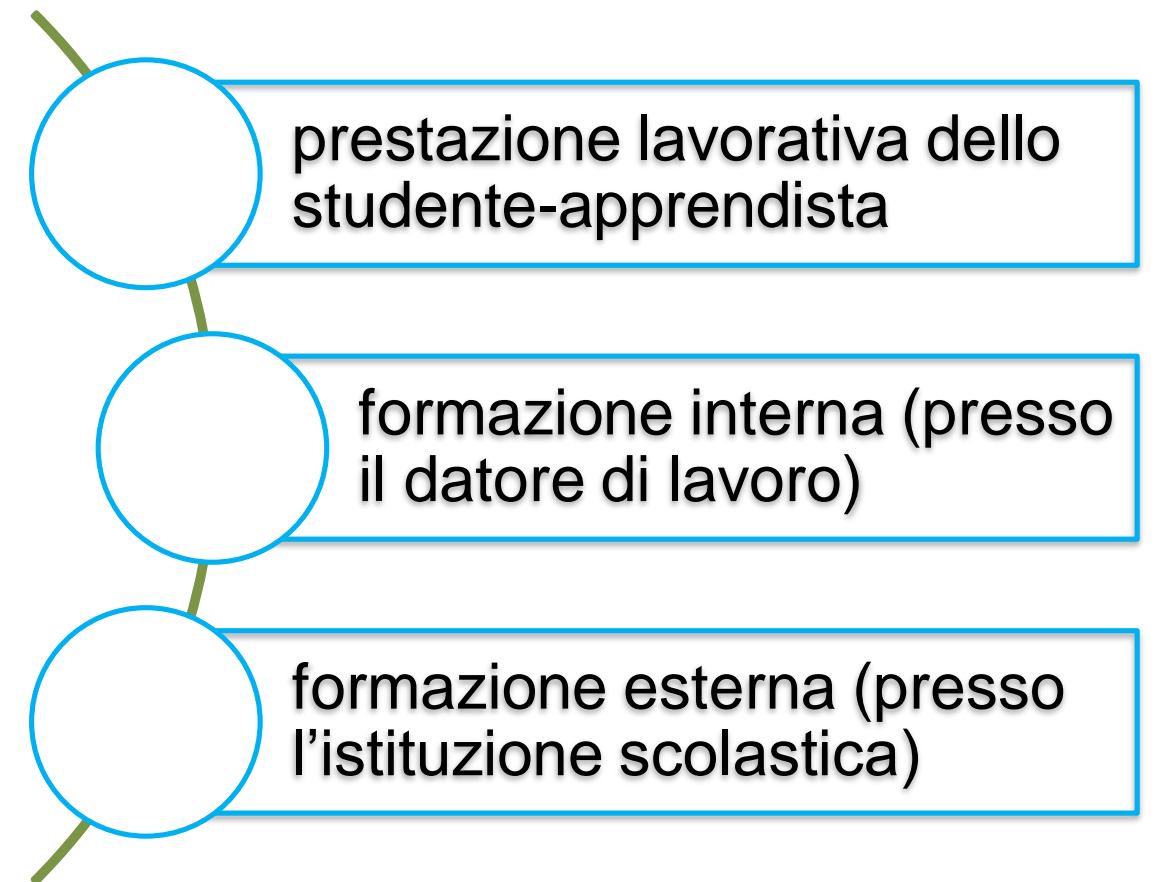 prestazione lavorativa dello
studente-apprendista
formazione interna (presso
il datore di lavoro)
formazione esterna (presso
l’istituzione scolastica)